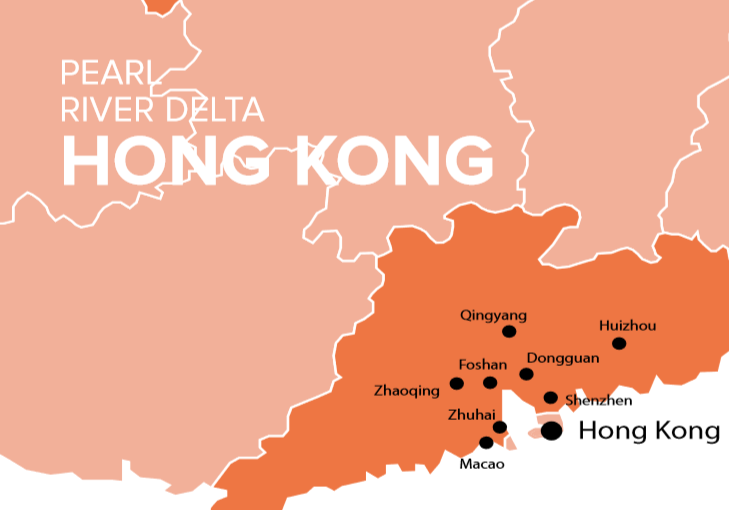 PEARL
RIVER DELTA
HONG KONG
Qingyang
Huizhou
Foshan
Dongguan
Zhaoqing
Shenzhen
Zhuhai
Hong Kong
Macao